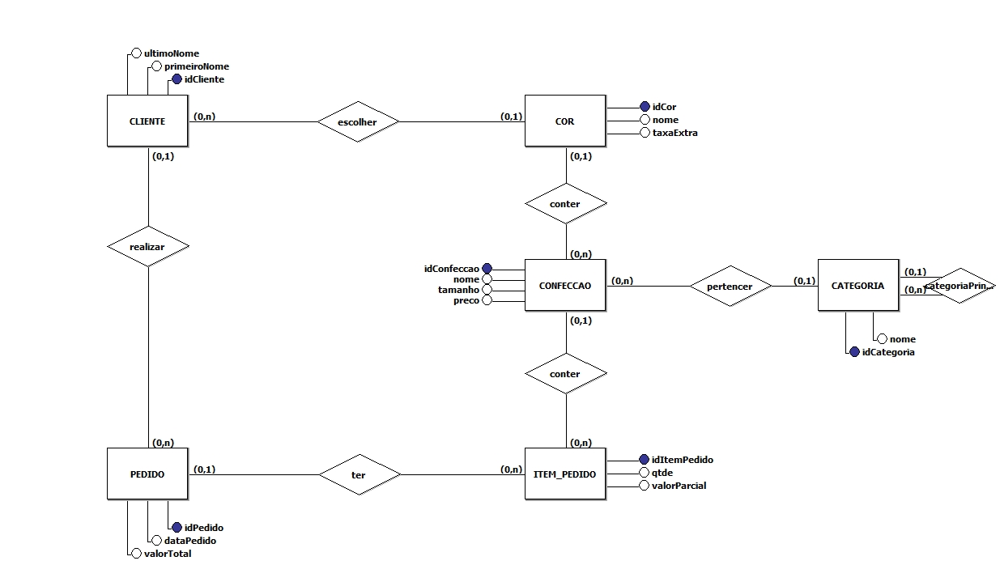 ultimoNome
primeiroNome
idCliente
CLIENTE
(0,n)
escolher
(0,1)
COR
idCor
nome
taxaExtra
(0,1)
(0,1)
conter
realizar
(0,n)
idConfeccao
nome
tamanho
preco
CONFECCAO
(0,n)
pertencer
(0,1)
CATEGORIA
(0,1)
(0,n)
categoriaPrin...
nome
idCategoria
(0,1)
conter
(0,n)
(0,n)
PEDIDO
(0,1)
ter
(0,n)
ITEM_PEDIDO
idItemPedido
qtde
valorParcial
idPedido
dataPedido
valorTotal